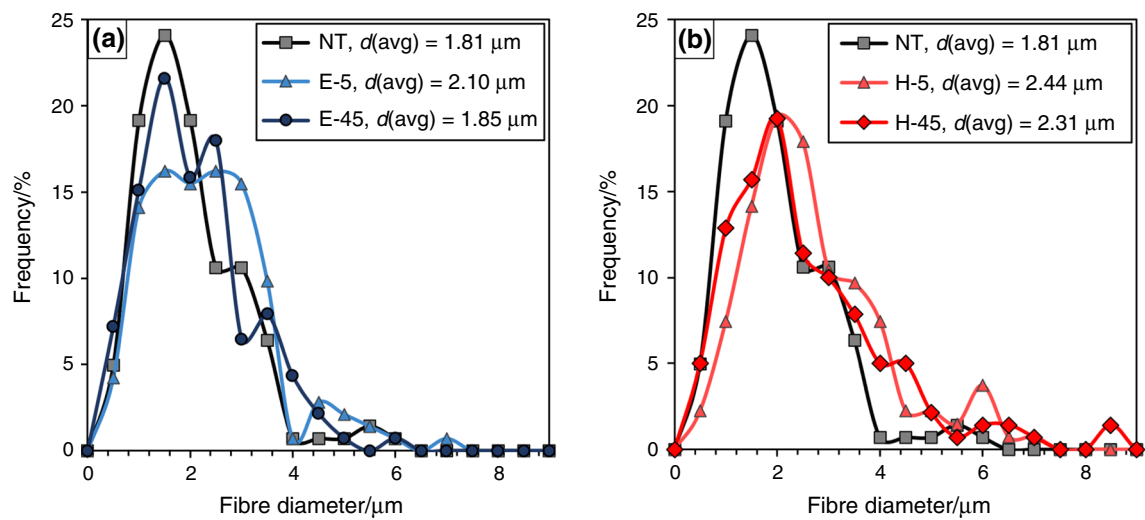 (a)
NT, d(avg) = 1.81 μm
E-5, d(avg) = 2.10 μm
E-45, d(avg) = 1.85 μm
Frequency/%
25
20
15
10
5
0
0 2 4 6 8
Fibre diameter/μm
(b)
NT, d(avg) = 1.81 μm
H-5, d(avg) = 2.44 μm
H-45, d(avg) = 2.31 μm
Frequency/%
25
20
15
10
5
0
0 2 4 6 8
Fibre diameter/μm